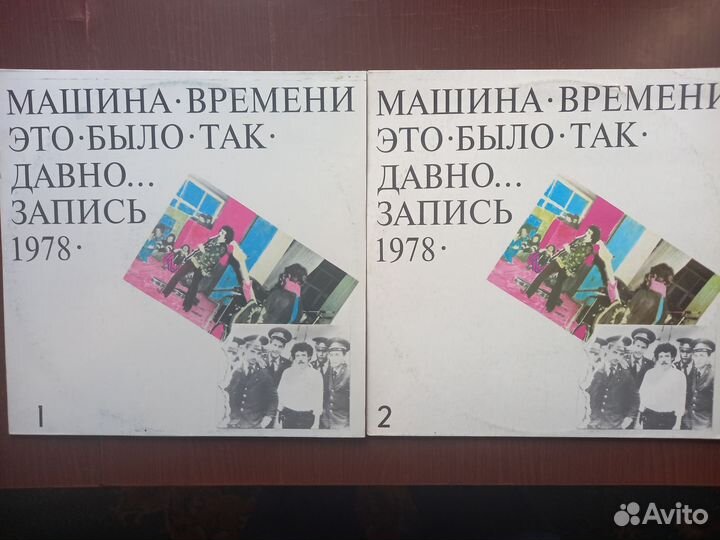 МАШИНА·ВРЕМЕНИ
ЭТО·БЫЛО·ТАК·
ДАВНО...
ЗАПИСЬ
1978·
1
МАШИНА·ВРЕМЕНИ
ЭТО·БЫЛО·ТАК·
ДАВНО...
ЗАПИСЬ
1978·
2
Avito